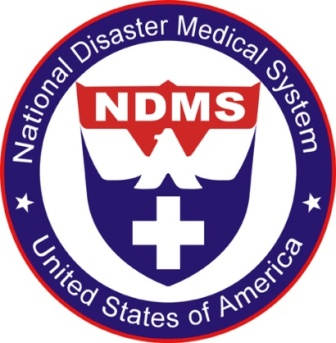 National Disaster Medical System
NDMS
United States of America